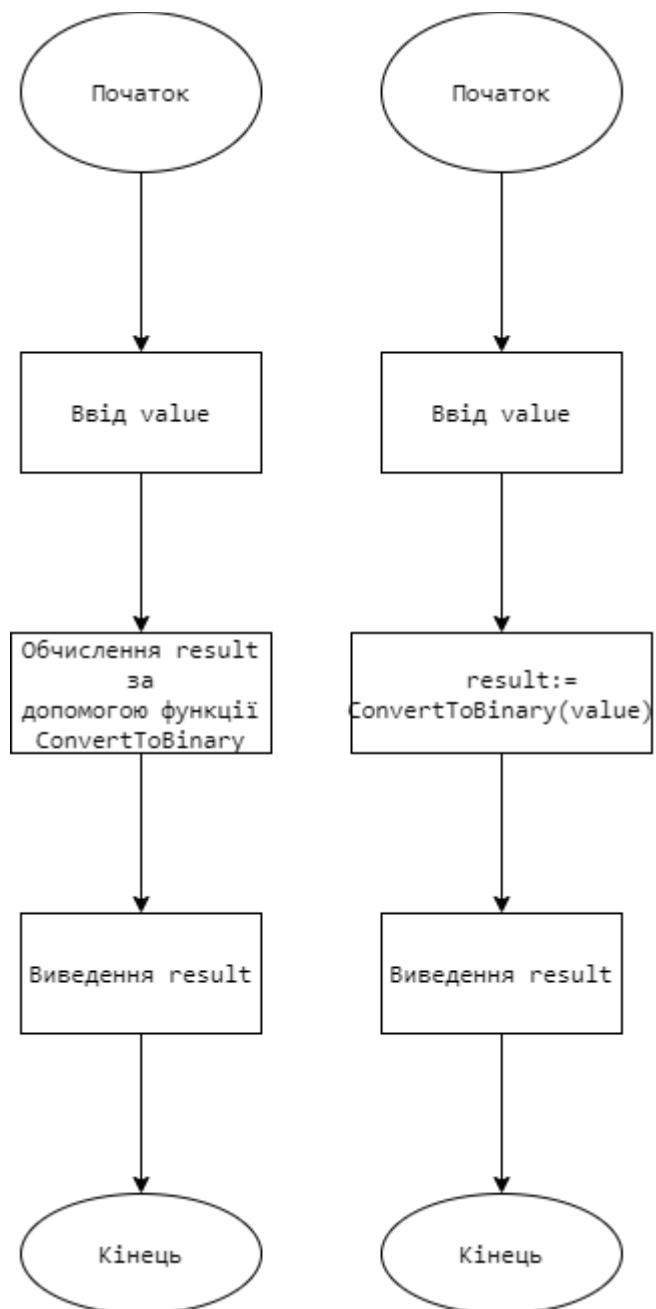 Початок
Ввід value
Обчислення result
за
допомогою функції
ConvertToBinary
Виведення result
Кінець
Початок
Ввід value
result:=
ConvertToBinary(value)
Виведення result
Кінець